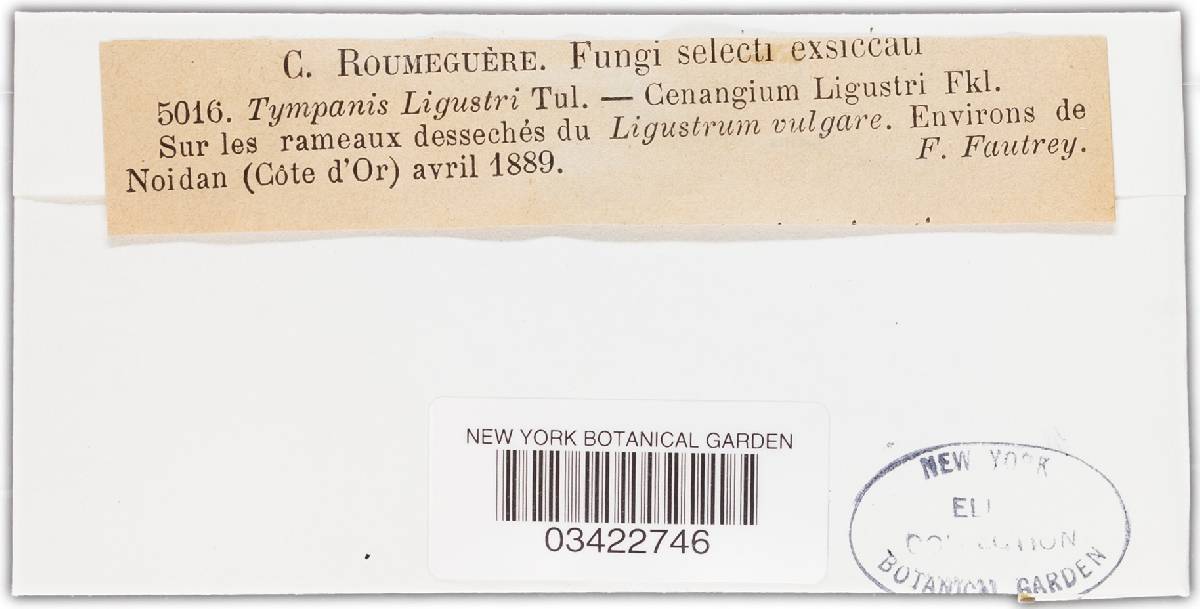 C. ROUMEGUÈRE. Fungi selecti exsiccati
5016. Tympanis Ligustri Tul. — Cenangium Ligustri Fkl.
Sur les rameaux dessechés du Ligustrum vulgare. Environs de
Noidan (Côte d'Or) avril 1889. F. Fautrey.
NEW YORK BOTANICAL GARDEN
03422746
NEW YORK
COLLECTION
BOTANICAL GARDEN